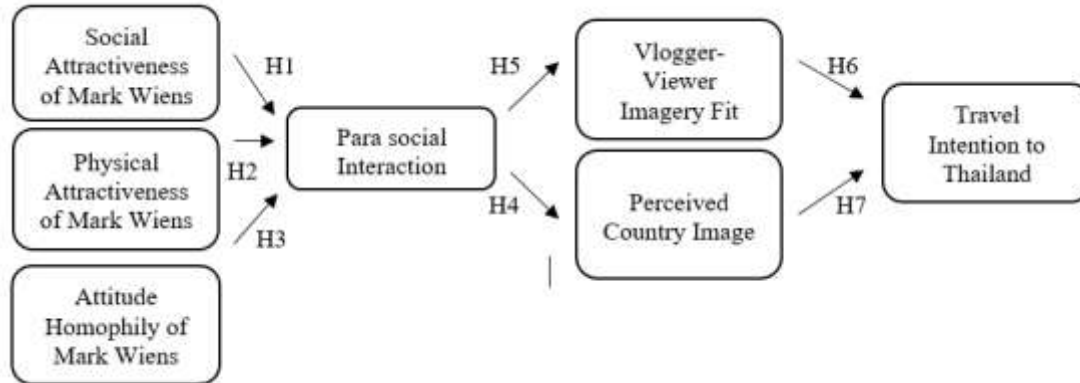 Social
Attractiveness
of Mark Wiens
H1
Physical
Attractiveness
of Mark Wiens
H2
H3
Attitude
Homophily of
Mark Wiens
Para social
Interaction
H5
H4
Vlogger-
Viewer
Imagery Fit
Perceived
Country Image
H6
H7
Travel
Intention to
Thailand